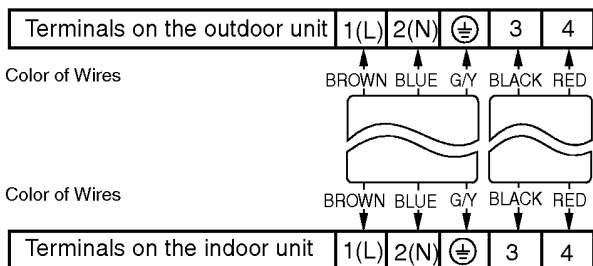 Terminals on the outdoor unit 1(L) 2(N) 3 4
Color of Wires BROWN BLUE G/Y BLACK RED
Color of Wires BROWN BLUE G/Y BLACK RED
Terminals on the indoor unit 1(L) 2(N) 3 4